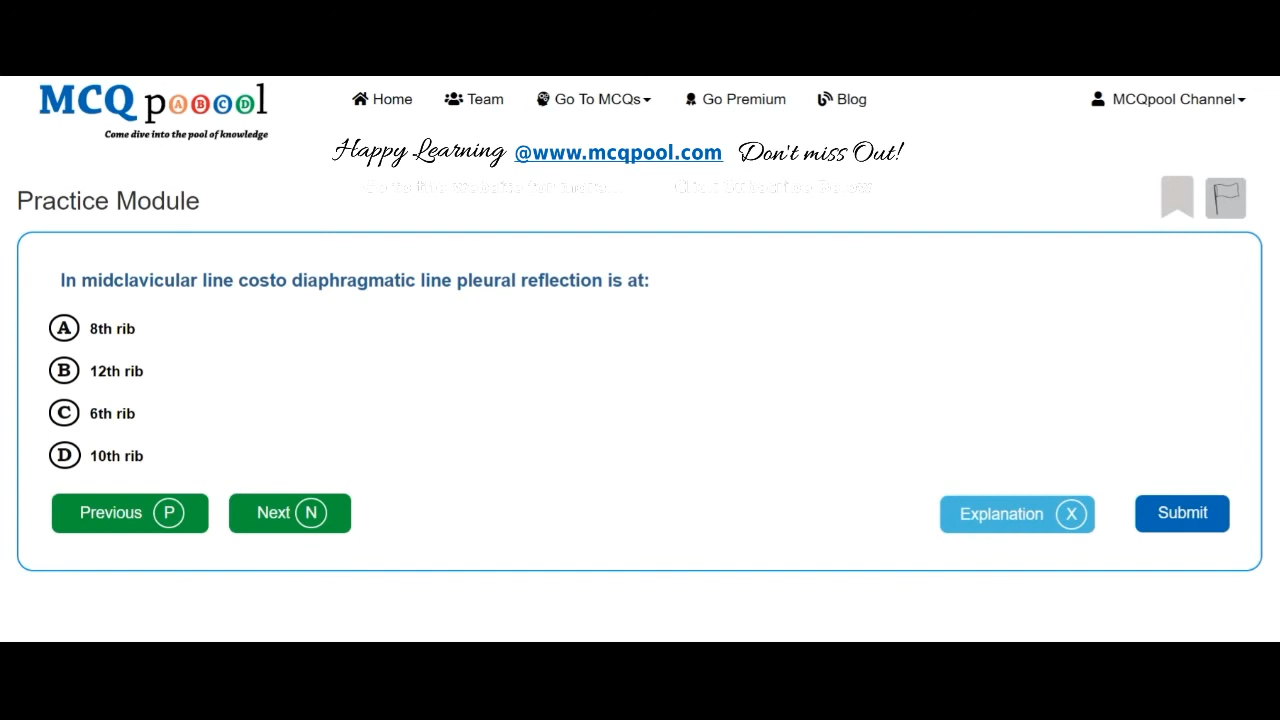 MCQ pABCDl
Come dive into the pool of knowledge
Home Team Go To MCQs Go Premium Blog MCQpool Channel
Happy Learning @www.mcqpool.com Don't miss Out!
Practice Module
In midclavicular line costo diaphragmatic line pleural reflection is at:
A 8th rib
B 12th rib
C 6th rib
D 10th rib
Previous P Next N Explanation X Submit